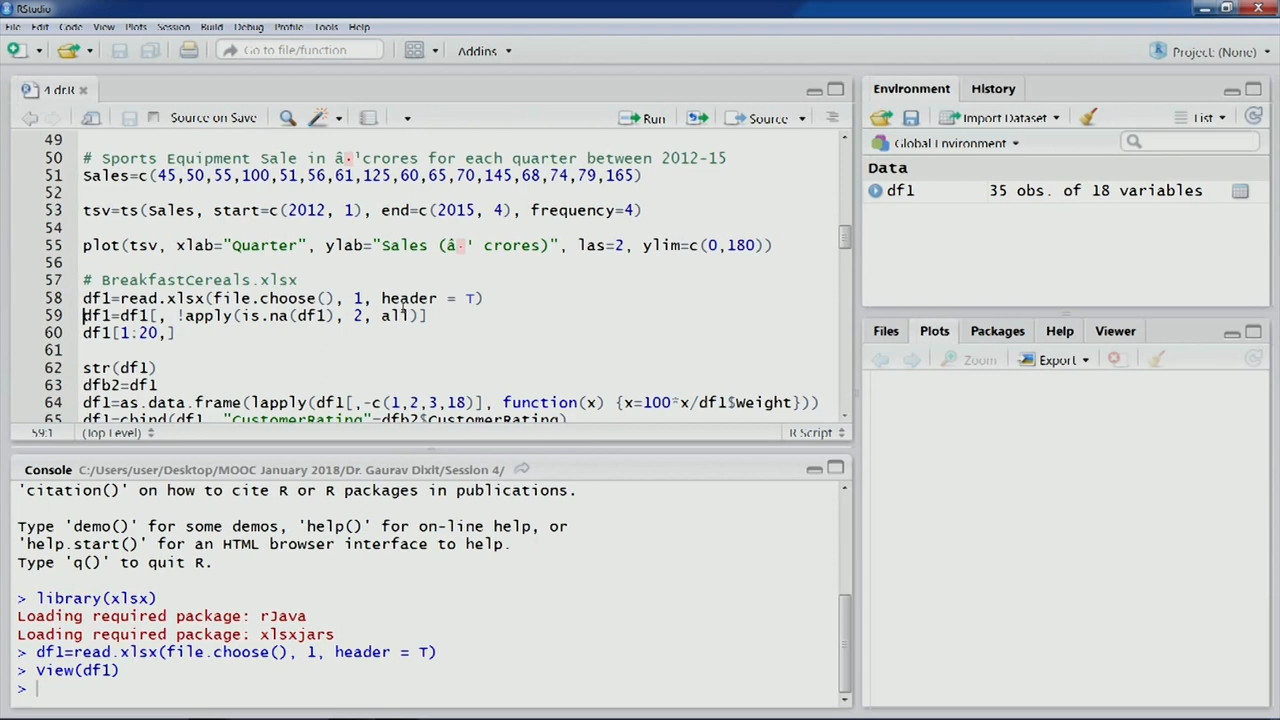 RStudio
File Edit Code View Plots Session Build Debug Profile Tools Help
Go to file/function Addins Project: (None)
4 dr.R
Source on Save Run Source
49
50 # Sports Equipment Sale in â·'crores for each quarter between 2012-15
51 Sales=c(45,50,55,100,51,56,61,125,60,65,70,145,68,74,79,165)
52
53 tsv=ts(Sales, start=c(2012, 1), end=c(2015, 4), frequency=4)
54
55 plot(tsv, xlab="Quarter", ylab="Sales (â·' crores)", las=2, ylim=c(0,180))
56
57 # BreakfastCereals.xlsx
58 df1=read.xlsx(file.choose(), 1, header = T)
59 df1=df1[, !apply(is.na(df1), 2, all)]
60 df1[1:20,]
61
62 str(df1)
63 dfb2=df1
64 df1=as.data.frame(lapply(df1[,-c(1,2,3,18)], function(x) {x=100*x/df1$Weight}))
65 df1=cbind(df1, "CustomerRating"=dfb2$CustomerRating)
59:1 (Top Level) R Script
Console C:/Users/user/Desktop/MOOC January 2018/Dr. Gaurav Dixit/Session 4/
'citation()' on how to cite R or R packages in publications.
Type 'demo()' for some demos, 'help()' for on-line help, or
'help.start()' for an HTML browser interface to help.
Type 'q()' to quit R.
> library(xlsx)
Loading required package: rJava
Loading required package: xlsxjars
> df1=read.xlsx(file.choose(), 1, header = T)
> View(df1)
>
Environment History
Import Dataset List
Global Environment
Data
df1 35 obs. of 18 variables
Files Plots Packages Help Viewer
Zoom Export